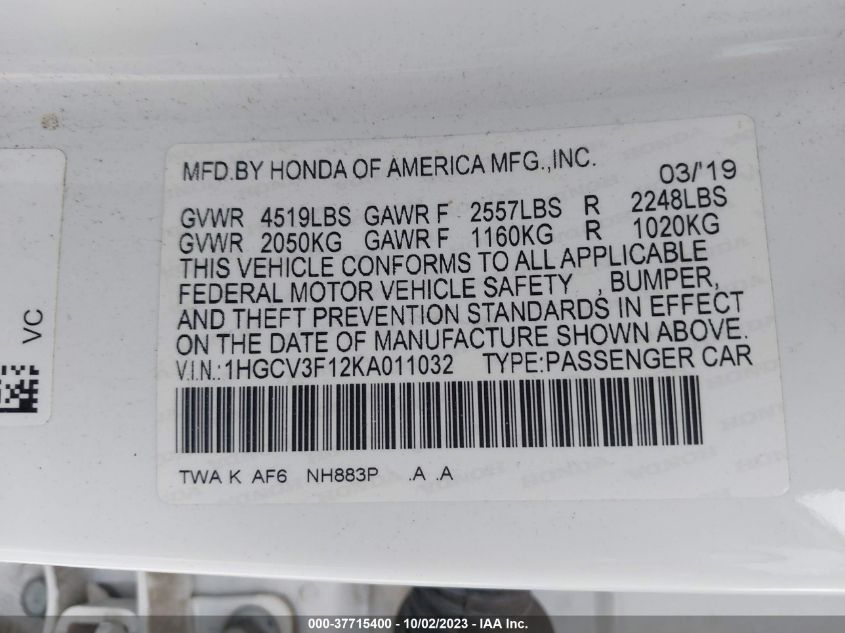 MFD.BY HONDA OF AMERICA MFG.,INC. 03/'19
GVWR 4519LBS GAWR F 2557LBS R 2248LBS
GVWR 2050KG GAWR F 1160KG R 1020KG
THIS VEHICLE CONFORMS TO ALL APPLICABLE
FEDERAL MOTOR VEHICLE SAFETY , BUMPER,
AND THEFT PREVENTION STANDARDS IN EFFECT
ON THE DATE OF MANUFACTURE SHOWN ABOVE.
V.I.N.:1HGCV3F12KA011032 TYPE:PASSENGER CAR
TWA K AF6 NH883P .A .A
VC
000-37715400 - 10/02/2023 - IAA Inc.